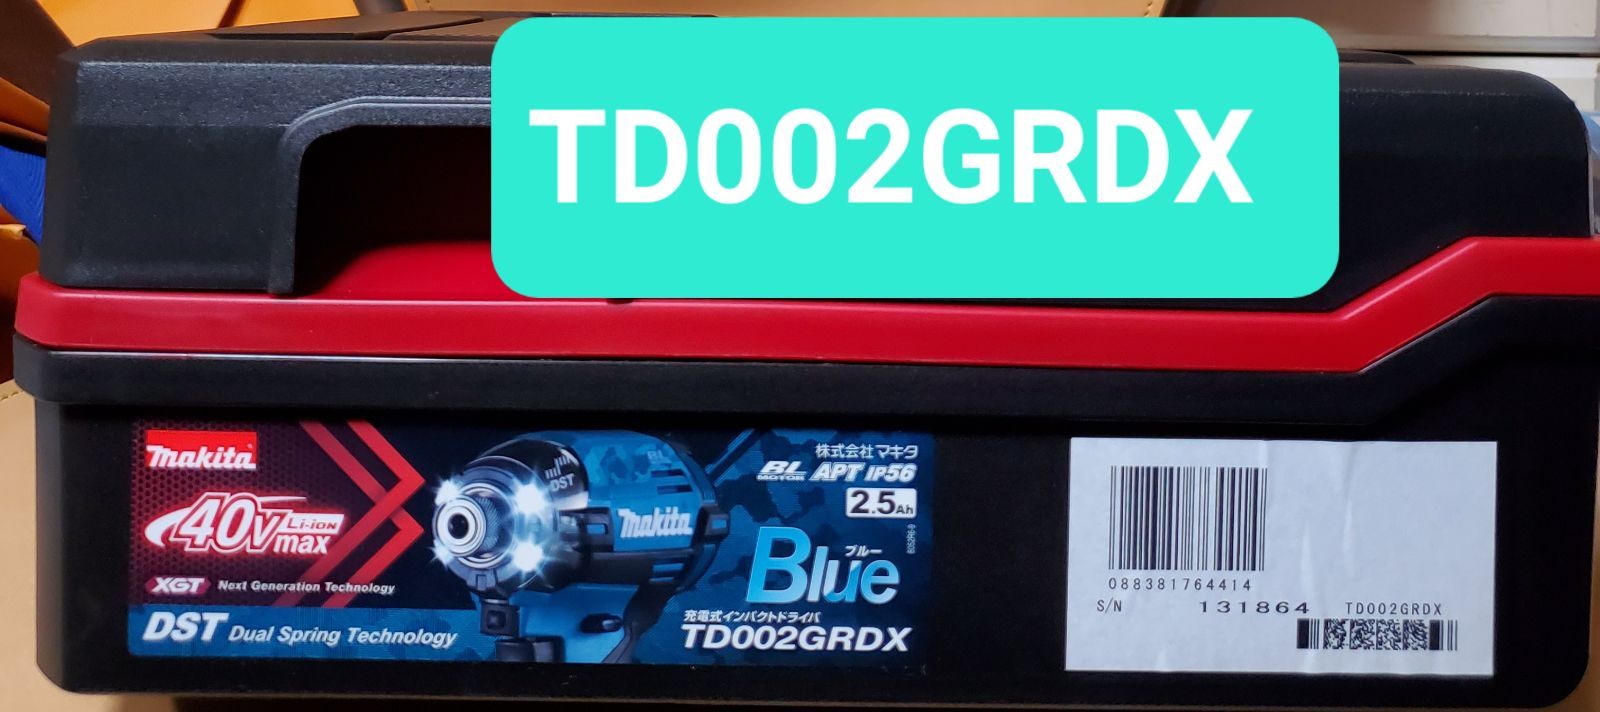 TD002GRDX
makita
40Vmax Li-ion
XGT Next Generation Technology
DST Dual Spring Technology
DST
BL
makita
株式会社マキタ
BL MOTOR APT IP56
2.5Ah
ブルー
Blue
充電式インパクトドライバ
TD002GRDX
088381764414
S/N 131864 TD002GRDX